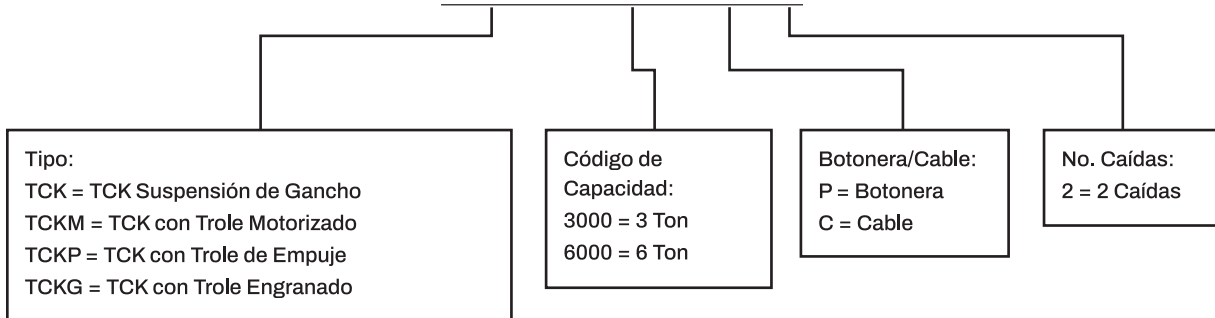 Tipo:
TCK = TCK Suspensión de Gancho
TCKM = TCK con Trole Motorizado
TCKP = TCK con Trole de Empuje
TCKG = TCK con Trole Engranado
Código de
Capacidad:
3000 = 3 Ton
6000 = 6 Ton
Botonera/Cable:
P = Botonera
C = Cable
No. Caídas:
2 = 2 Caídas